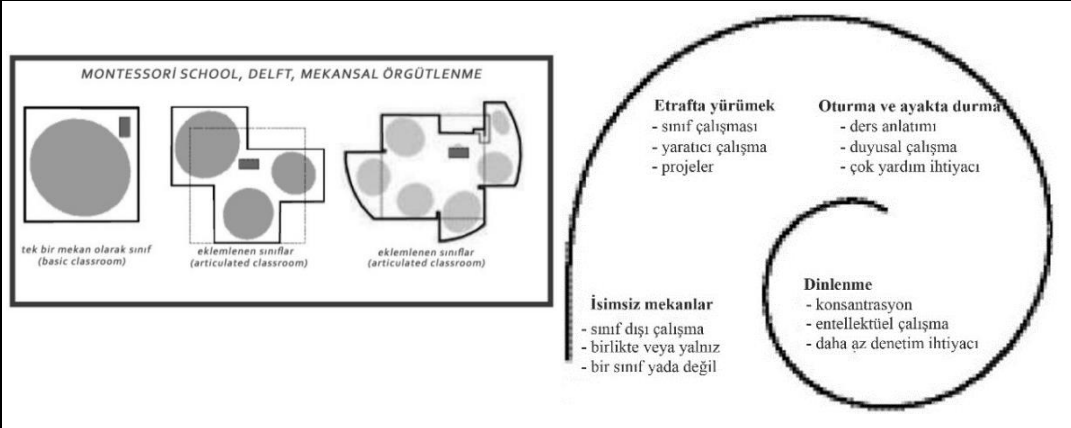 MONTESSORİ SCHOOL, DELFT, MEKANSAL ÖRGÜTLENME
tek bir mekan olarak sınıf
(basic classroom)
eklemlenen sınıflar
(articulated classroom)
eklemlenen sınıflar
(articulated classroom)
Etrafta yürümek
- sınıf çalışması
- yaratıcı çalışma
- projeler
Oturma ve ayakta durma
- ders anlatımı
- duyusal çalışma
- çok yardım ihtiyacı
İsimsiz mekanlar
- sınıf dışı çalışma
- birlikte veya yalnız
- bir sınıf yada değil
Dinlenme
- konsantrasyon
- entellektüel çalışma
- daha az denetim ihtiyacı